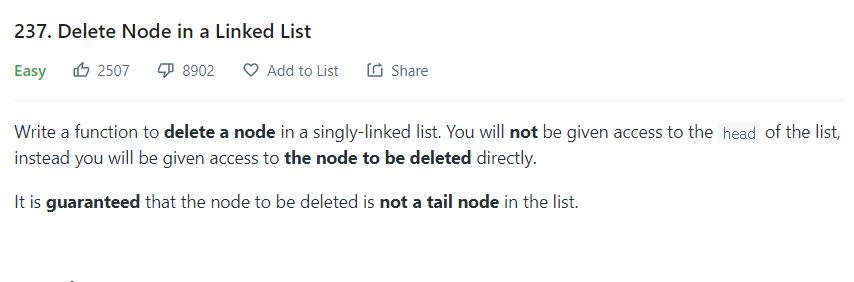 237. Delete Node in a Linked List
Easy 2507 8902 Add to List Share
Write a function to delete a node in a singly-linked list. You will not be given access to the head of the list,
instead you will be given access to the node to be deleted directly.
It is guaranteed that the node to be deleted is not a tail node in the list.